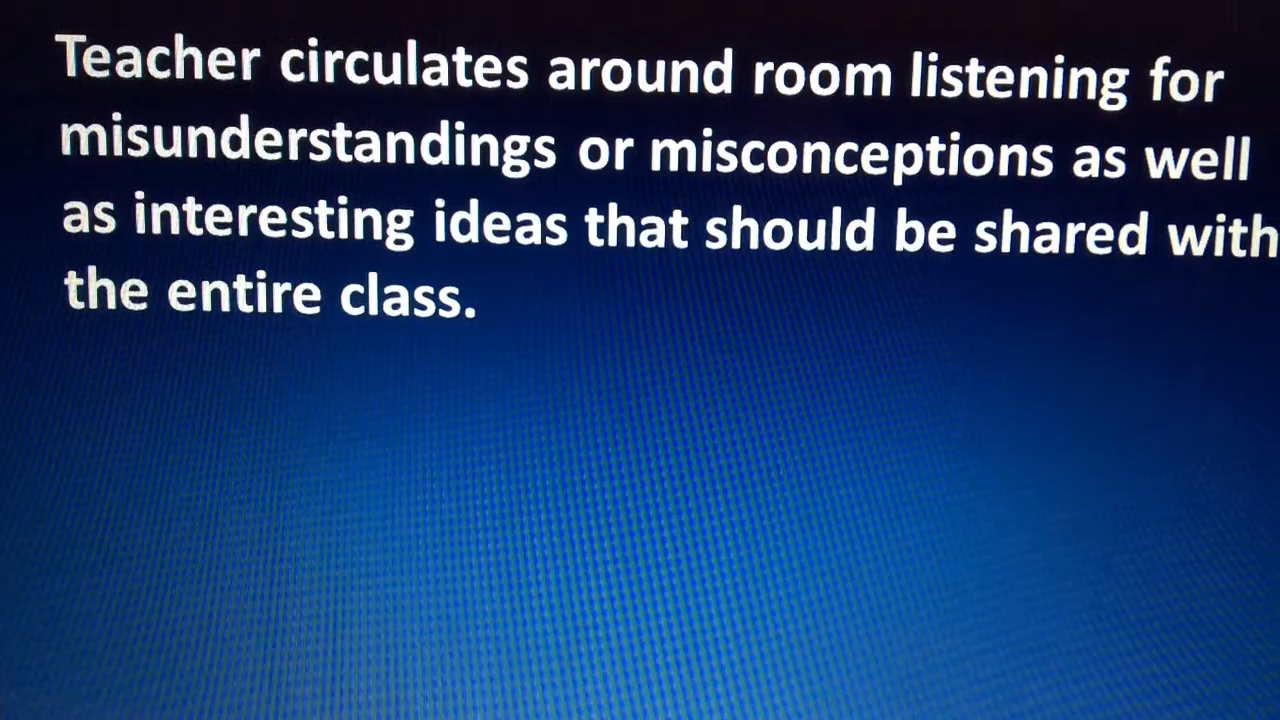 Teacher circulates around room listening for
misunderstandings or misconceptions as well
as interesting ideas that should be shared with
the entire class.